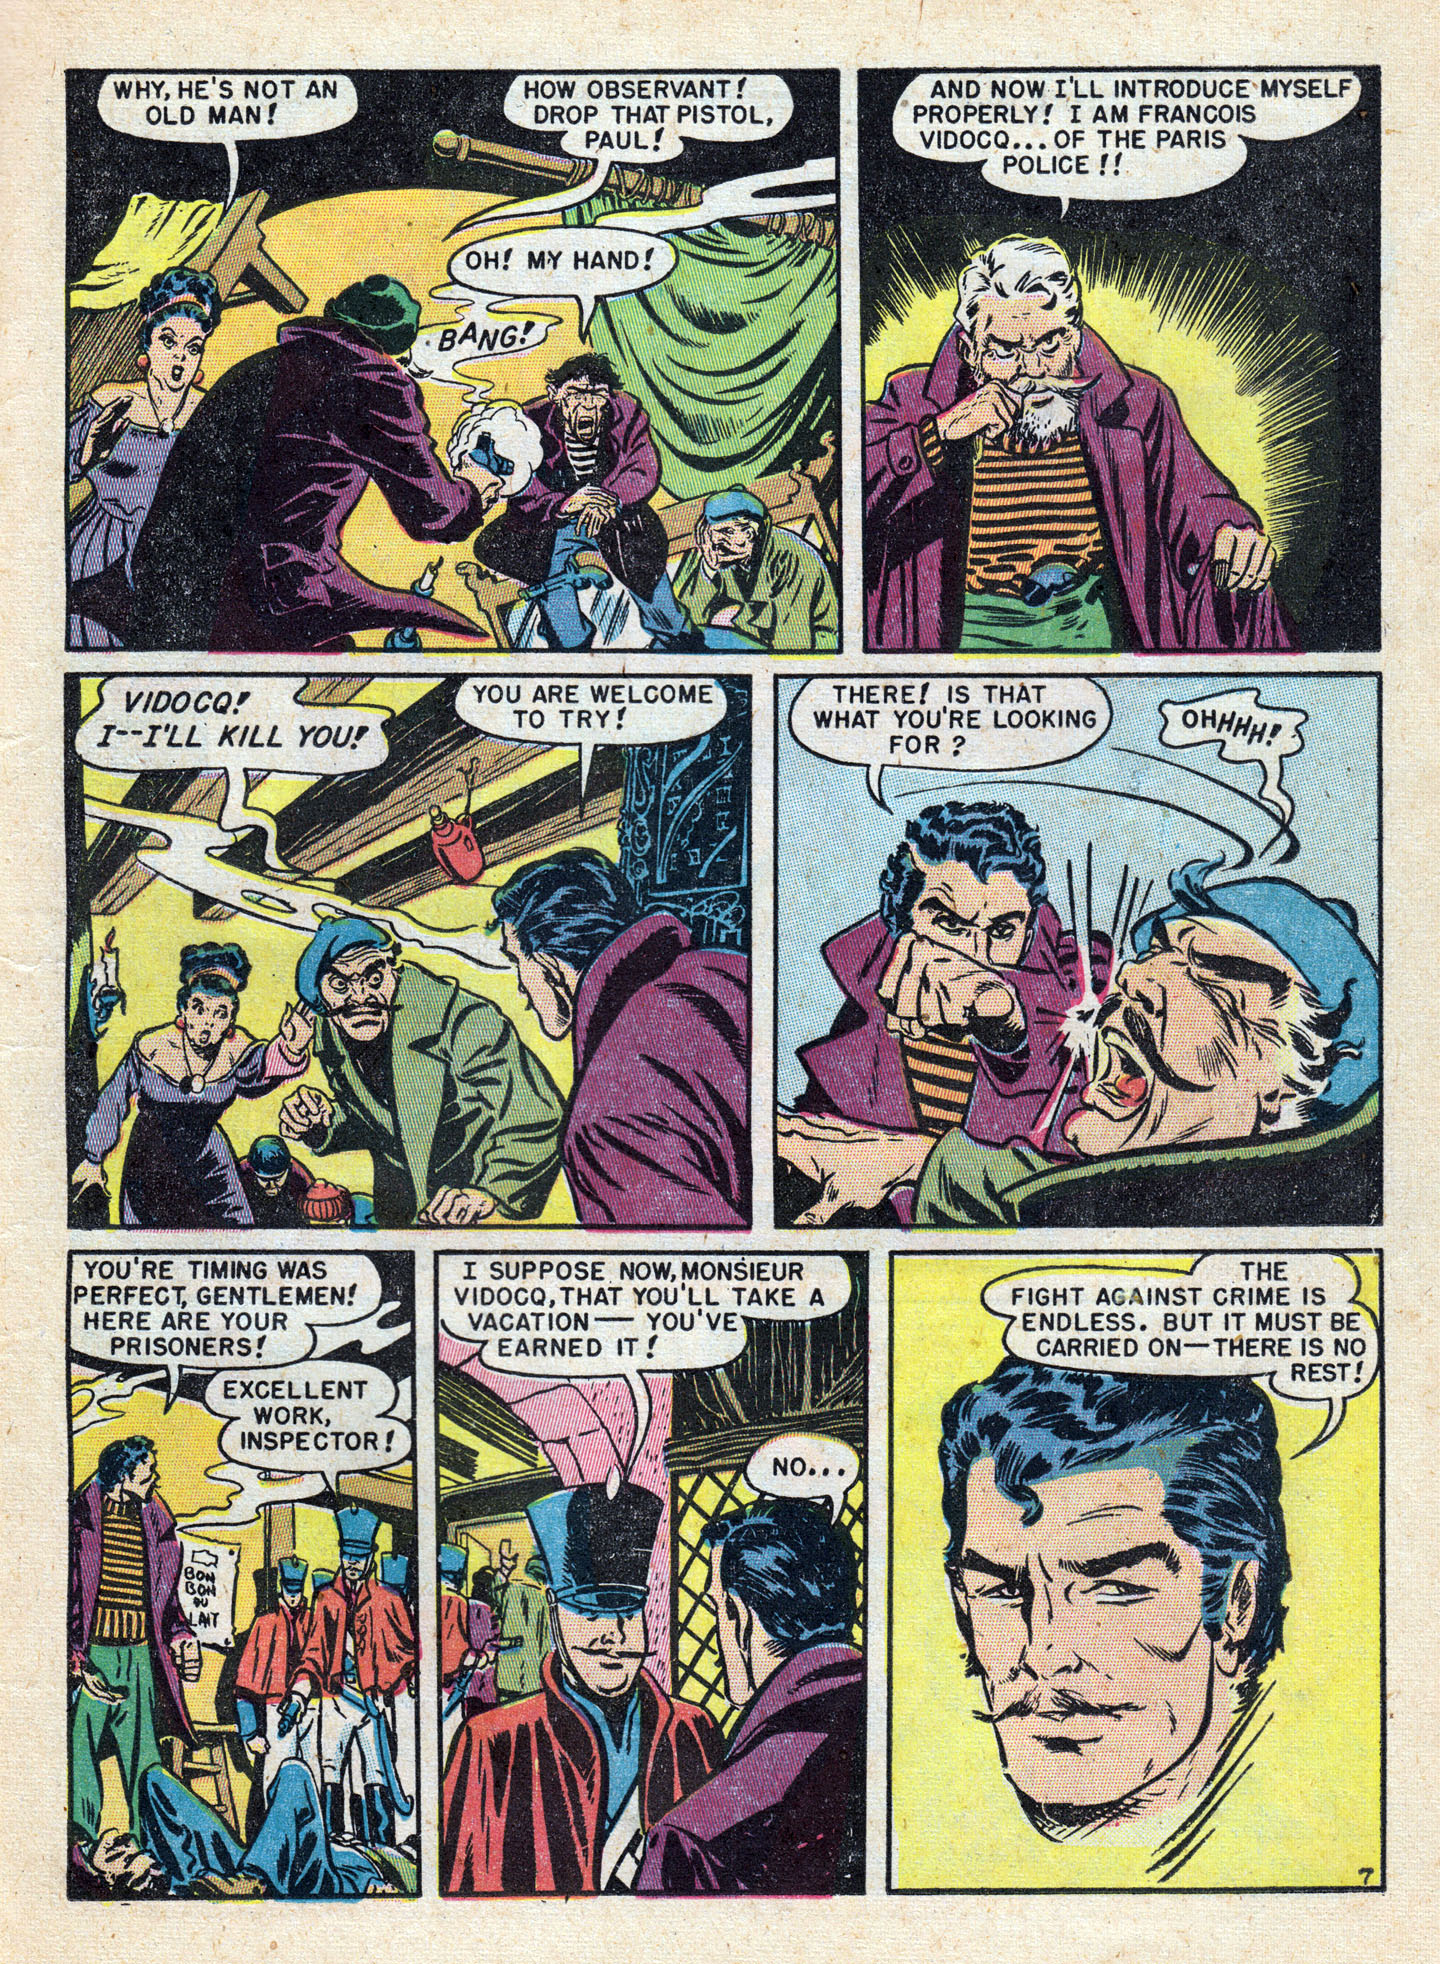 WHY, HE'S NOT AN
OLD MAN!
HOW OBSERVANT!
DROP THAT PISTOL,
PAUL!
OH! MY HAND!
BANG!
AND NOW I'LL INTRODUCE MYSELF
PROPERLY! I AM FRANCOIS
VIDOCQ... OF THE PARIS
POLICE!!
VIDOCQ!
I--I'LL KILL YOU!
YOU ARE WELCOME
TO TRY!
THERE! IS THAT
WHAT YOU'RE LOOKING
FOR?
OHHHH!
YOU'RE TIMING WAS
PERFECT, GENTLEMEN!
HERE ARE YOUR
PRISONERS!
EXCELLENT
WORK,
INSPECTOR!
BON
BON
DU
LAIT
I SUPPOSE NOW, MONSIEUR
VIDOCQ, THAT YOU'LL TAKE A
VACATION — YOU'VE
EARNED IT!
NO...
THE
FIGHT AGAINST CRIME IS
ENDLESS. BUT IT MUST BE
CARRIED ON — THERE IS NO
REST!
7